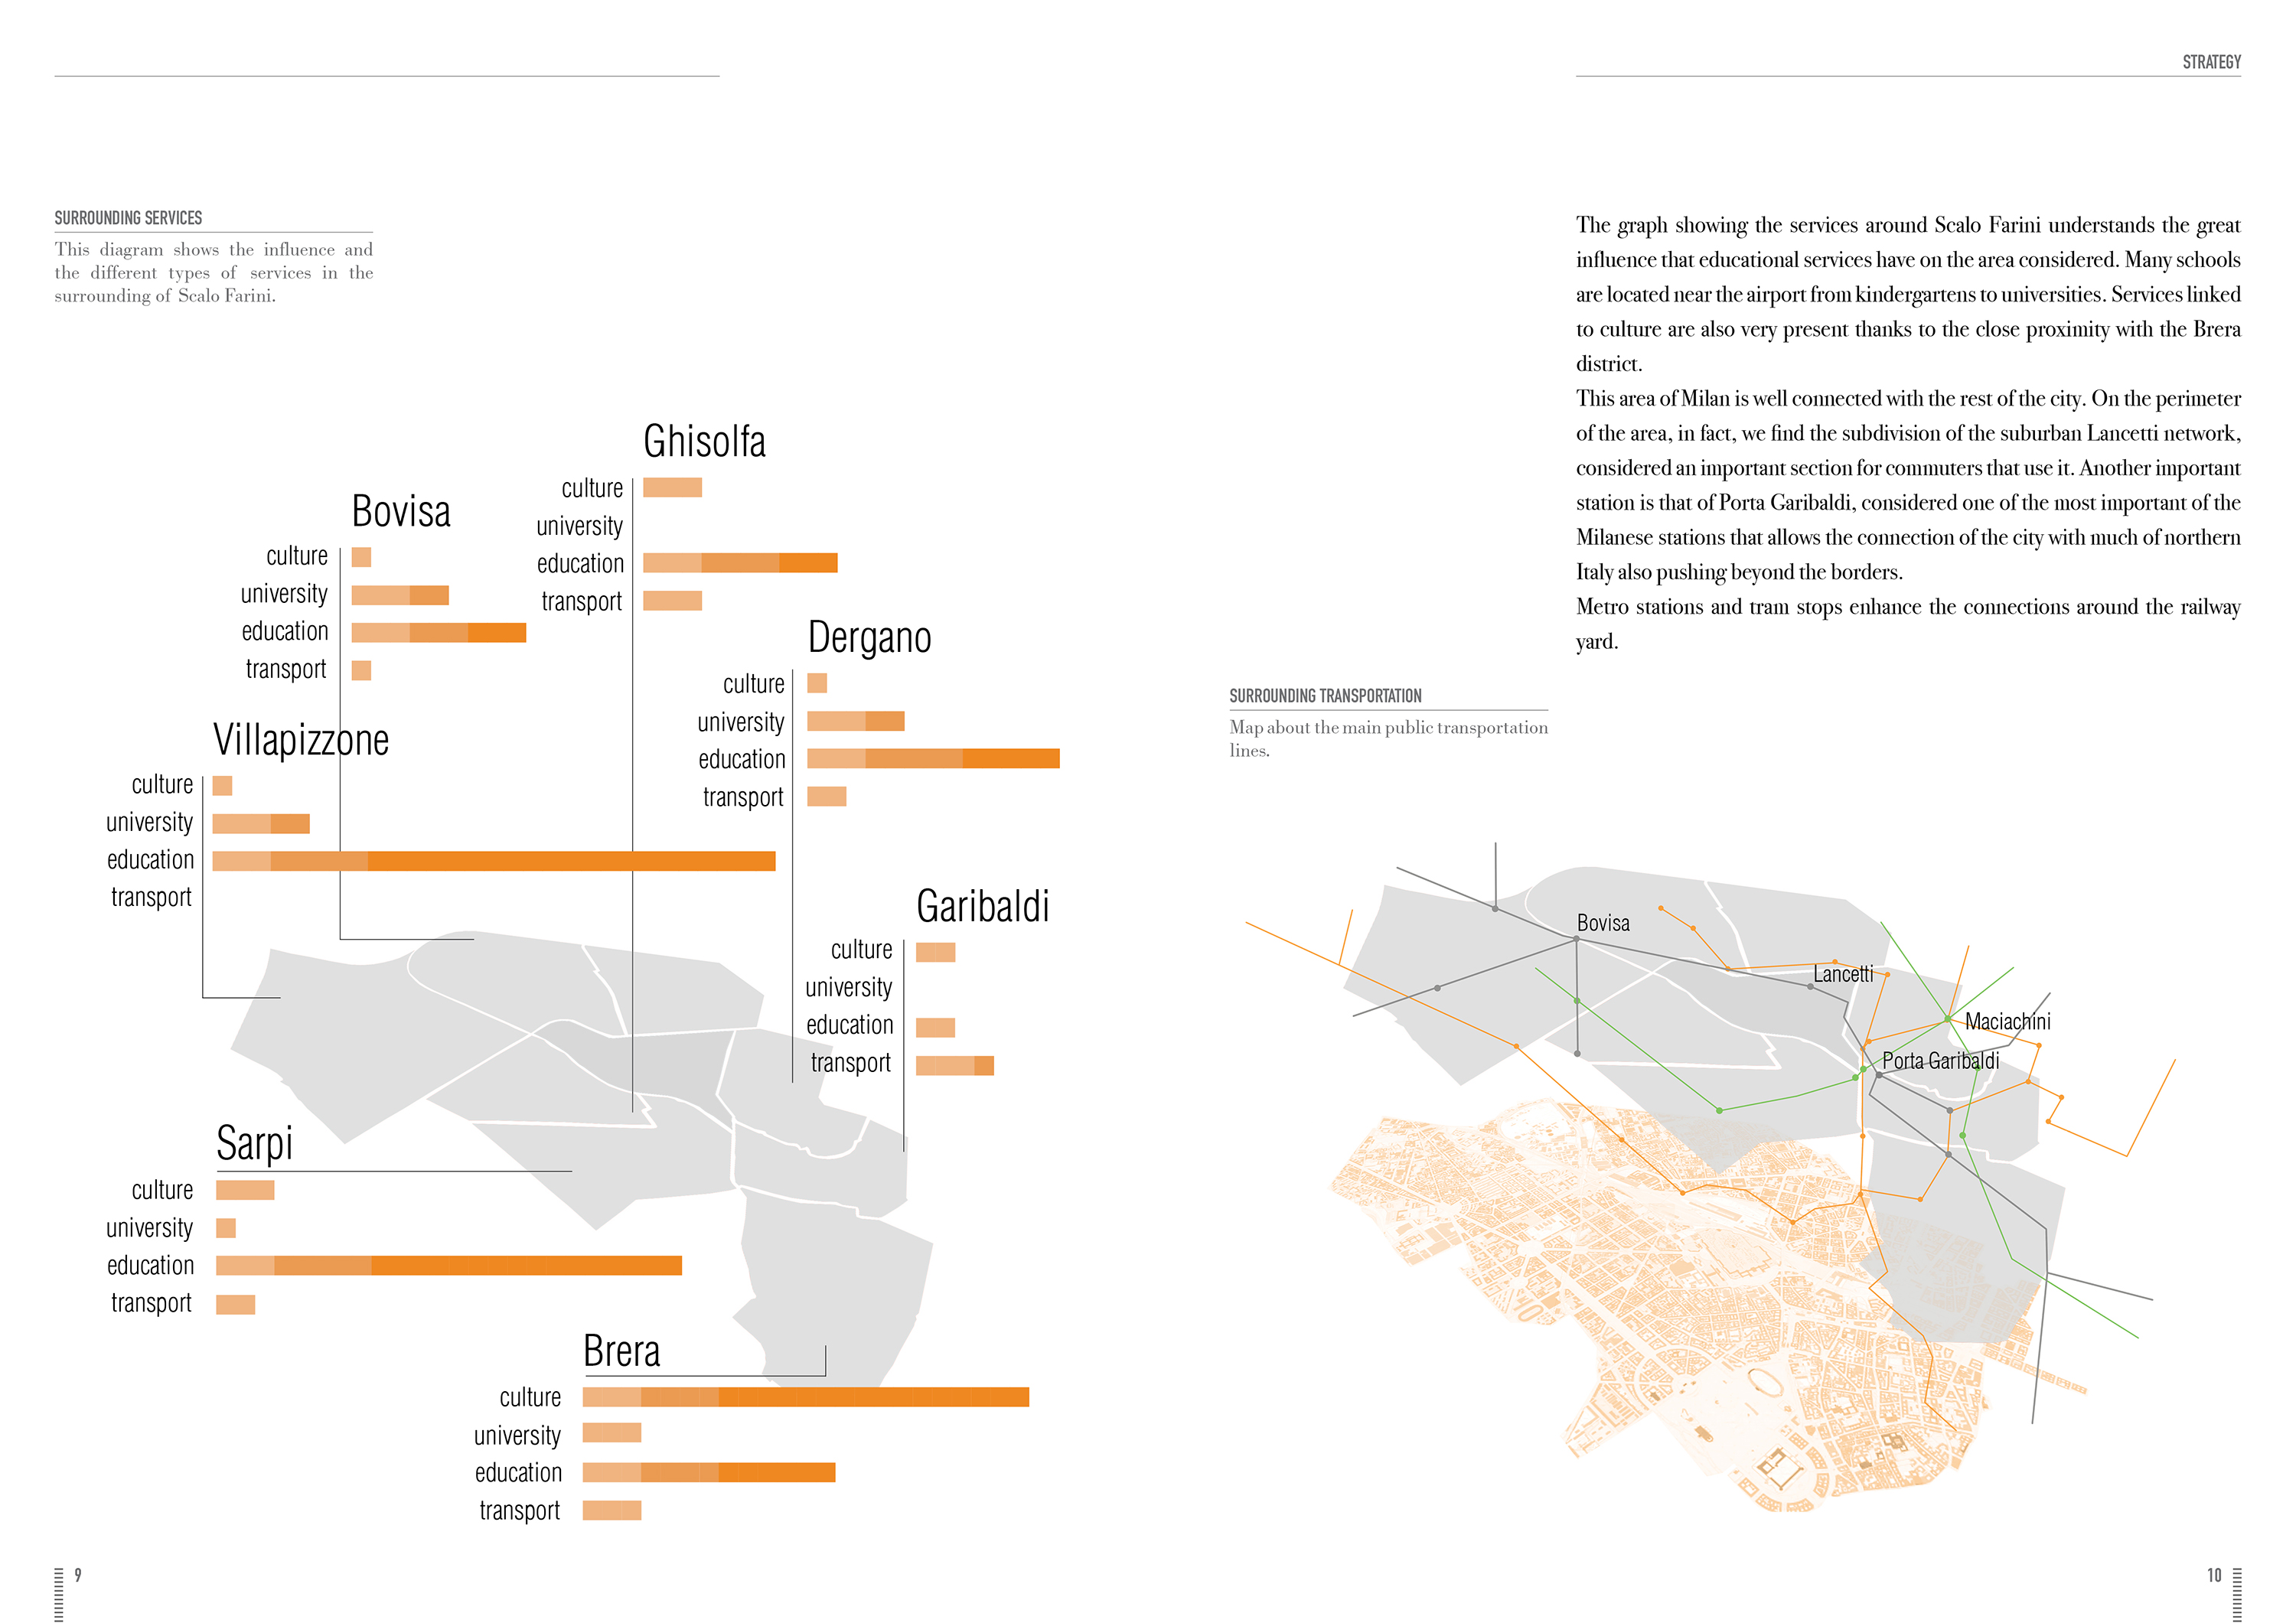 STRATEGY
SURROUNDING SERVICES
This diagram shows the influence and
the different types of services in the
surrounding of Scalo Farini.
Ghisolfa
culture
university
education
transport
Bovisa
culture
university
education
transport
Dergano
culture
university
education
transport
Villapizzone
culture
university
education
transport
Garibaldi
culture
university
education
transport
Sarpi
culture
university
education
transport
Brera
culture
university
education
transport
9
The graph showing the services around Scalo Farini understands the great
influence that educational services have on the area considered. Many schools
are located near the airport from kindergartens to universities. Services linked
to culture are also very present thanks to the close proximity with the Brera
district.
This area of Milan is well connected with the rest of the city. On the perimeter
of the area, in fact, we find the subdivision of the suburban Lancetti network,
considered an important section for commuters that use it. Another important
station is that of Porta Garibaldi, considered one of the most important of the
Milanese stations that allows the connection of the city with much of northern
Italy also pushing beyond the borders.
Metro stations and tram stops enhance the connections around the railway
yard.
SURROUNDING TRANSPORTATION
Map about the main public transportation
lines.
Bovisa
Lancetti
Maciachini
Porta Garibaldi
10